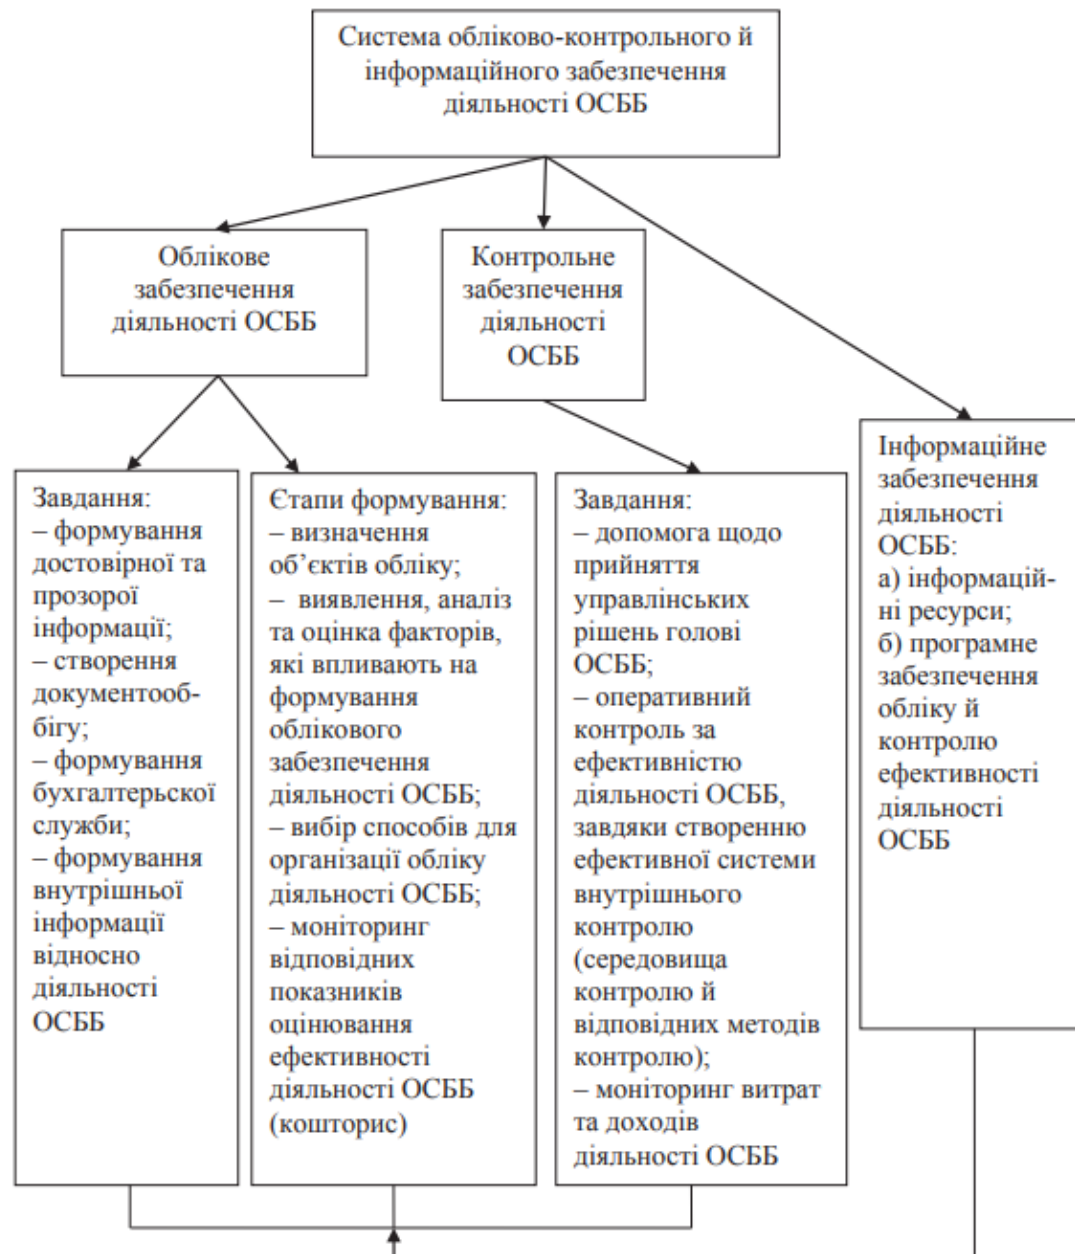 Система обліково-контрольного й
інформаційного забезпечення
діяльності ОСББ
Облікове
забезпечення
діяльності ОСББ
Контрольне
забезпечення
діяльності
ОСББ
Завдання:
– формування
достовірної та
прозорої
інформації;
– створення
документооб-
бігу;
– формування
бухгалтерьскої
служби;
– формування
внутрішньої
інформації
відносно
діяльності
ОСББ
Єтапи формування:
– визначення
об’єктів обліку;
– виявлення, аналіз
та оцінка факторів,
які впливають на
формування
облікового
забезпечення
діяльності ОСББ;
– вибір способів для
організації обліку
діяльності ОСББ;
– моніторинг
відповідних
показників
оцінювання
ефективності
діяльності ОСББ
(кошторис)
Завдання:
– допомога щодо
прийняття
управлінських
рішень голові
ОСББ;
– оперативний
контроль за
ефективністю
діяльності ОСББ,
завдяки створенню
ефективної системи
внутрішнього
контролю
(середовища
контролю й
відповідних методів
контролю);
– моніторинг витрат
та доходів
діяльності ОСББ
Інформаційне
забезпечення
діяльності
ОСББ:
а) інформацій-
ні ресурси;
б) програмне
забезпечення
обліку й
контролю
ефективності
діяльності
ОСББ